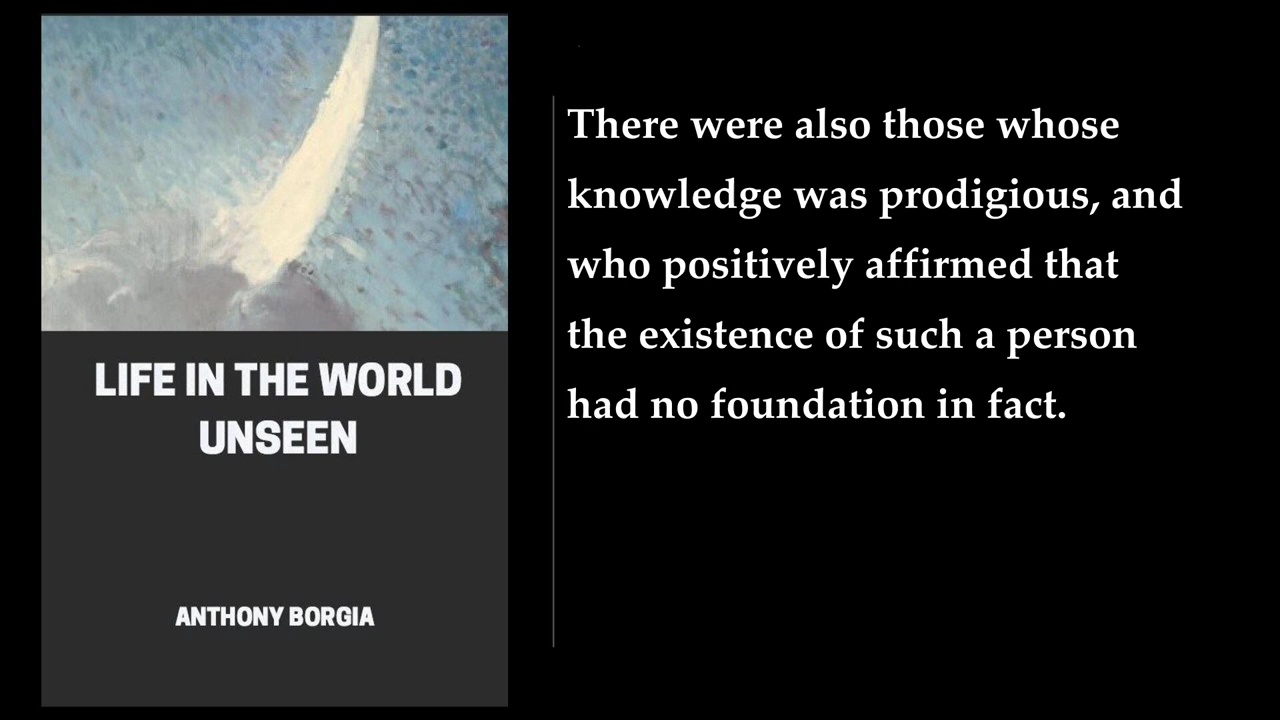 LIFE IN THE WORLD
UNSEEN
ANTHONY BORGIA
There were also those whose
knowledge was prodigious, and
who positively affirmed that
the existence of such a person
had no foundation in fact.